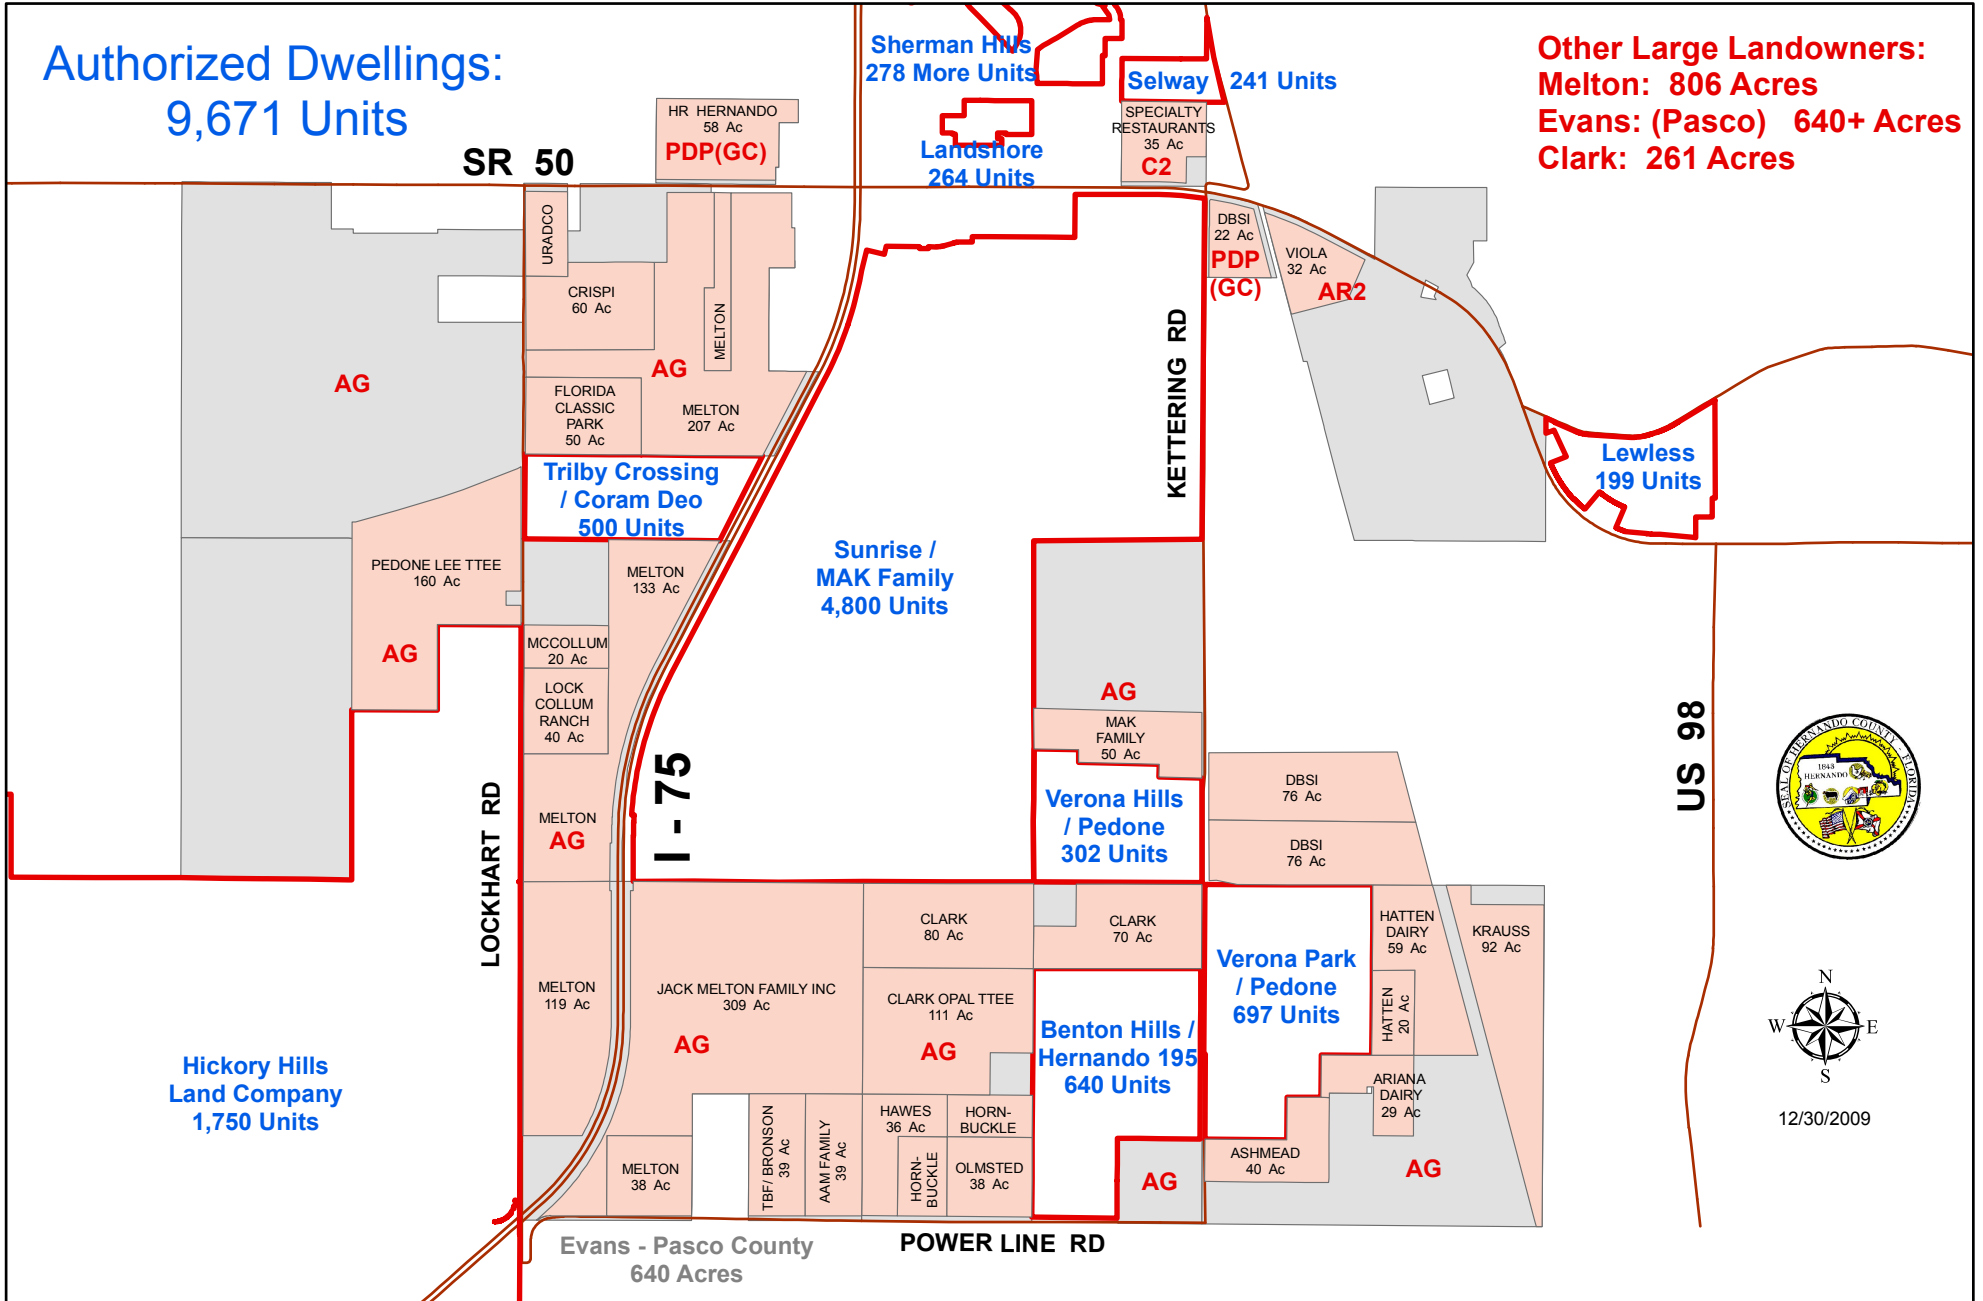 Authorized Dwellings:
9,671 Units
Other Large Landowners:
Melton: 806 Acres
Evans: (Pasco) 640+ Acres
Clark: 261 Acres
Sherman Hills
278 More Units
Selway 241 Units
HR HERNANDO
58 Ac
PDP(GC)
SPECIALTY
RESTAURANTS
35 Ac
C2
Landshore
264 Units
SR 50
URADCO
CRISPI
60 Ac
MELTON
AG
AG
FLORIDA
CLASSIC
PARK
50 Ac
MELTON
207 Ac
DBSI
22 Ac
PDP
(GC)
VIOLA
32 Ac
AR2
KETTERING RD
Trilby Crossing
/ Coram Deo
500 Units
Lewless
199 Units
Sunrise /
MAK Family
4,800 Units
PEDONE LEE TTEE
160 Ac
AG
MELTON
133 Ac
MCCOLLUM
20 Ac
LOCK
COLLUM
RANCH
40 Ac
AG
MAK
FAMILY
50 Ac
I - 75
US 98
LOCKHART RD
MELTON
AG
Verona Hills
/ Pedone
302 Units
DBSI
76 Ac
DBSI
76 Ac
SEAL OF HERNANDO COUNTY - FLORIDA
1843
HERNANDO
CLARK
80 Ac
CLARK
70 Ac
HATTEN
DAIRY
59 Ac
KRAUSS
92 Ac
Verona Park
/ Pedone
697 Units
MELTON
119 Ac
JACK MELTON FAMILY INC
309 Ac
AG
CLARK OPAL TTEE
111 Ac
AG
Benton Hills /
Hernando 195
640 Units
HATTEN
20 Ac
N
W E
S
Hickory Hills
Land Company
1,750 Units
ARIANA
DAIRY
29 Ac
12/30/2009
TBF/ BRONSON
39 Ac
AAM FAMILY
39 Ac
HAWES
36 Ac
HORN-
BUCKLE
HORN-
BUCKLE
OLMSTED
38 Ac
MELTON
38 Ac
AG
ASHMEAD
40 Ac
AG
Evans - Pasco County
640 Acres
POWER LINE RD